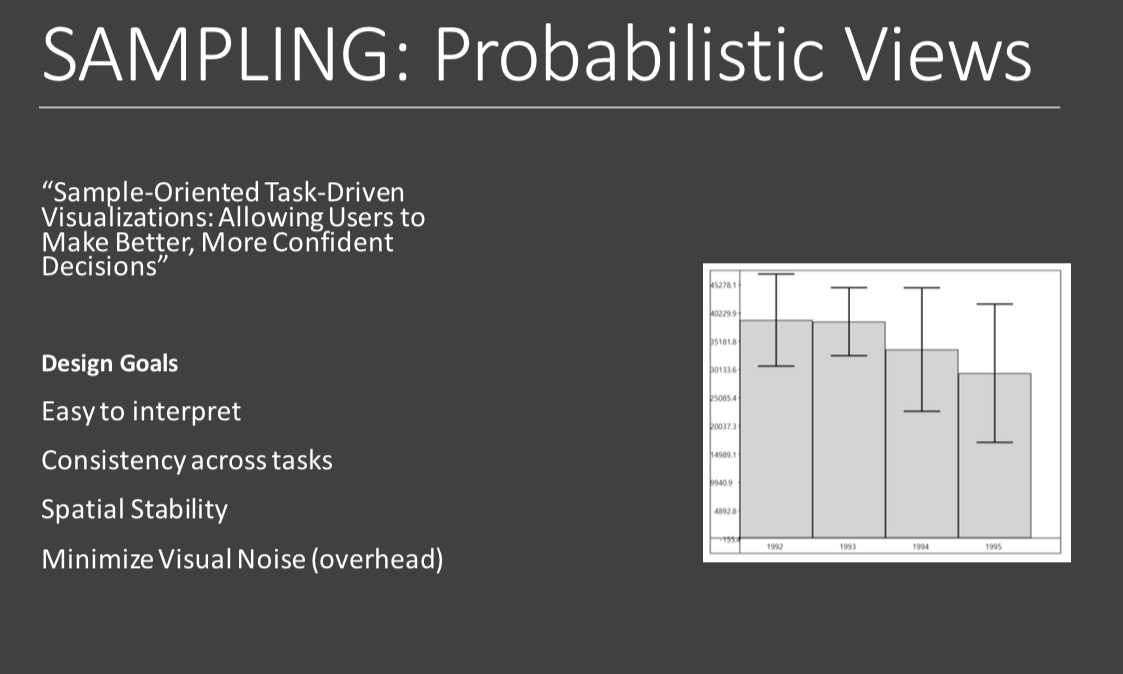 SAMPLING: Probabilistic Views
“Sample-Oriented Task-Driven
Visualizations: Allowing Users to
Make Better, More Confident
Decisions”
Design Goals
Easy to interpret
Consistency across tasks
Spatial Stability
Minimize Visual Noise (overhead)
45278.1
40229.9
35181.8
30133.6
25085.4
20037.3
14989.1
9940.9
4892.8
1992
1993
1994
1995